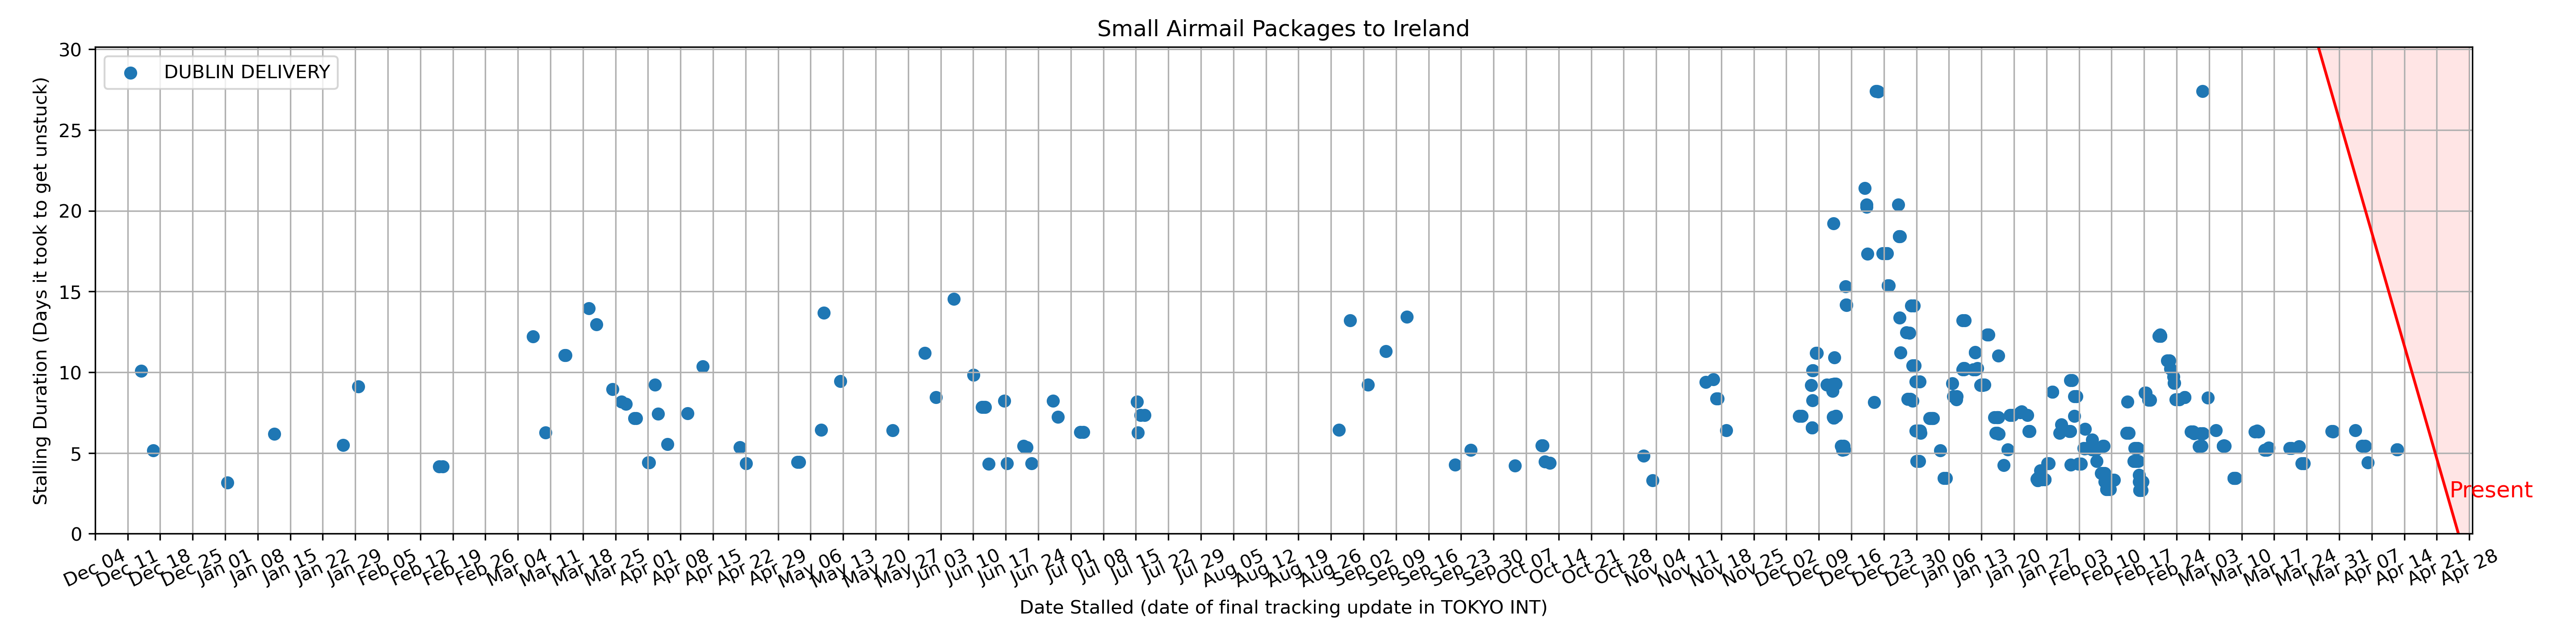 Small Airmail Packages to Ireland
DUBLIN DELIVERY
Stalling Duration (Days it took to get unstuck)
30
25
20
15
10
5
0
Present
Dec 04
Dec 11
Dec 18
Dec 25
Jan 01
Jan 08
Jan 15
Jan 22
Jan 29
Feb 05
Feb 12
Feb 19
Feb 26
Mar 04
Mar 11
Mar 18
Mar 25
Apr 01
Apr 08
Apr 15
Apr 22
Apr 29
May 06
May 13
May 20
May 27
Jun 03
Jun 10
Jun 17
Jun 24
Jul 01
Jul 08
Jul 15
Jul 22
Jul 29
Aug 05
Aug 12
Aug 19
Aug 26
Sep 02
Sep 09
Sep 16
Sep 23
Sep 30
Oct 07
Oct 14
Oct 21
Oct 28
Nov 04
Nov 11
Nov 18
Nov 25
Dec 02
Dec 09
Dec 16
Dec 23
Dec 30
Jan 06
Jan 13
Jan 20
Jan 27
Feb 03
Feb 10
Feb 17
Feb 24
Mar 03
Mar 10
Mar 17
Mar 24
Mar 31
Apr 07
Apr 14
Apr 21
Apr 28
Date Stalled (date of final tracking update in TOKYO INT)